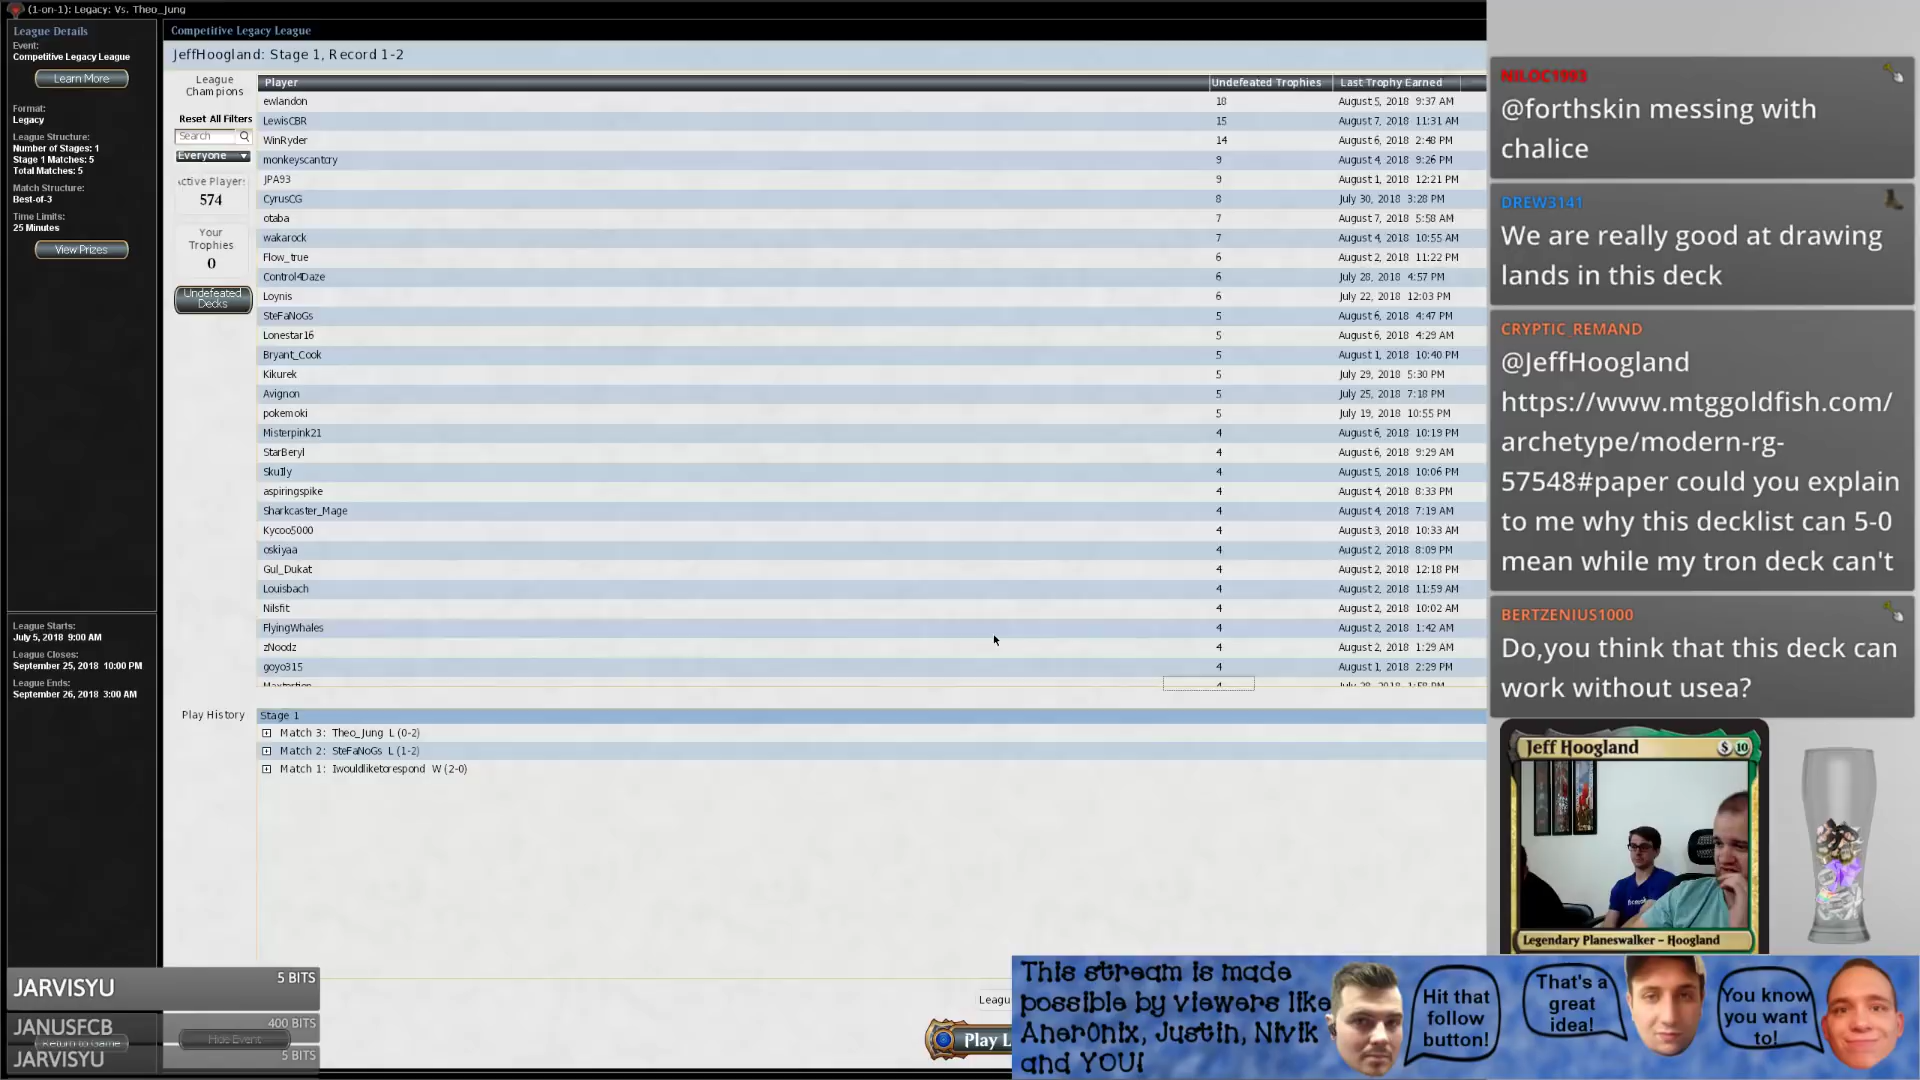 (1-on-1): Legacy: Vs. Theo_Jung
League Details
Event:
Competitive Legacy League
Learn More
Format:
Legacy
League Structure:
Number of Stages: 1
Stage 1 Matches: 5
Total Matches: 5
Match Structure:
Best-of-3
Time Limits:
25 Minutes
View Prizes
League Starts:
July 5, 2018 9:00 AM
League Closes:
September 25, 2018 10:00 PM
League Ends:
September 26, 2018 3:00 AM
Competitive Legacy League
JeffHoogland: Stage 1, Record 1-2
League
Champions
Reset All Filters
Search
Everyone
ctive Player
574
Your
Trophies
0
Undefeated
Decks
Player Undefeated Trophies Last Trophy Earned
ewlandon 18 August 5, 2018 9:37 AM
LewisCBR 15 August 7, 2018 11:31 AM
WinRyder 14 August 6, 2018 2:48 PM
monkeyscantcry 9 August 4, 2018 9:26 PM
JPA93 9 August 1, 2018 12:21 PM
CyrusCG 8 July 30, 2018 3:28 PM
otaba 7 August 7, 2018 5:58 AM
wakarock 7 August 4, 2018 10:55 AM
Flow_true 6 August 2, 2018 11:22 PM
Control4Daze 6 July 28, 2018 4:57 PM
Loynis 6 July 22, 2018 12:03 PM
SteFaNoGs 5 August 6, 2018 4:47 PM
Lonestar16 5 August 6, 2018 4:29 AM
Bryant_Cook 5 August 1, 2018 10:40 PM
Kikurek 5 July 29, 2018 5:30 PM
Avignon 5 July 25, 2018 7:18 PM
pokemoki 5 July 19, 2018 10:55 PM
Misterpink21 4 August 6, 2018 10:19 PM
StarBeryl 4 August 6, 2018 9:29 AM
SkuIly 4 August 5, 2018 10:06 PM
aspiringspike 4 August 4, 2018 8:33 PM
Sharkcaster_Mage 4 August 4, 2018 7:19 AM
Kycoo5000 4 August 3, 2018 10:33 AM
oskiyaa 4 August 2, 2018 8:09 PM
Gul_Dukat 4 August 2, 2018 12:18 PM
Louisbach 4 August 2, 2018 11:59 AM
Nilsfit 4 August 2, 2018 10:02 AM
FlyingWhales 4 August 2, 2018 1:42 AM
zNoodz 4 August 2, 2018 1:29 AM
goyo315 4 August 1, 2018 2:29 PM
Play History
Stage 1
Match 3: Theo_Jung L (0-2)
Match 2: SteFaNoGs L (1-2)
Match 1: Iwouldliketorespond W (2-0)
JARVISYU 5 BITS
JANUSFCB 400 BITS
Return to Game
Hide Event
JARVISYU 5 BITS
Leagu
Play L
NILOC1993
@forthskin messing with
chalice
DREW3141
We are really good at drawing
lands in this deck
CRYPTIC_REMAND
@JeffHoogland
https://www.mtggoldfish.com/
archetype/modern-rg-
57548#paper could you explain
to me why this decklist can 5-0
mean while my tron deck can't
BERTZENIUS1000
Do,you think that this deck can
work without usea?
Jeff Hoogland $ 10
Legendary Planeswalker – Hoogland
This stream is made
possible by viewers like
Aner0nix, Justin, Nivik
and YOU!
Hit that
follow
button!
That's a
great
idea!
You know
you want
to!